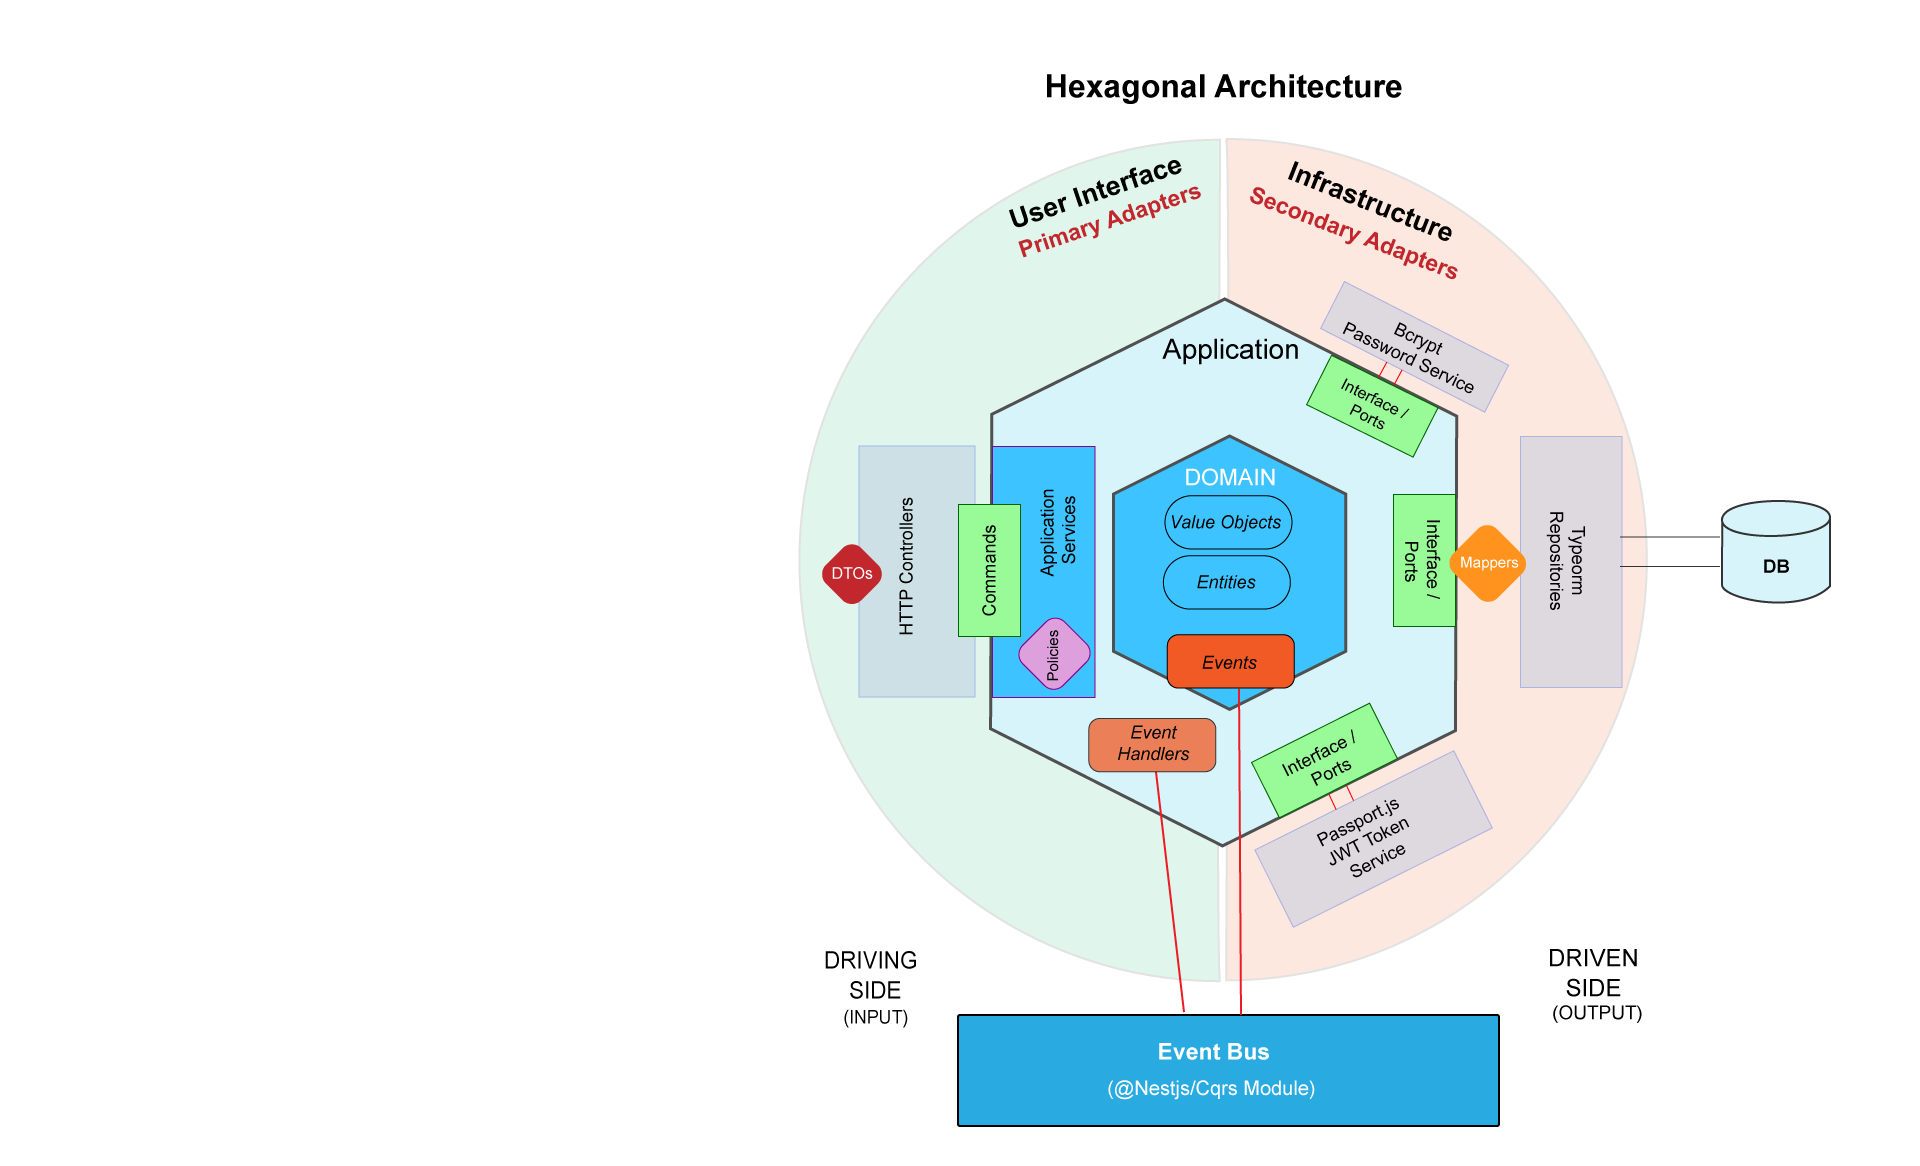 Hexagonal Architecture
User Interface
Primary Adapters
Infrastructure
Secondary Adapters
Bcrypt
Password Service
Interface /
Ports
Application
DOMAIN
Value Objects
Entities
Events
Event
Handlers
DTOs
HTTP Controllers
Commands
Application
Services
Policies
Interface /
Ports
Mappers
Typeorm
Repositories
DB
Interface /
Ports
Passport.js
JWT Token
Service
DRIVING
SIDE
(INPUT)
DRIVEN
SIDE
(OUTPUT)
Event Bus
(@Nestjs/Cqrs Module)